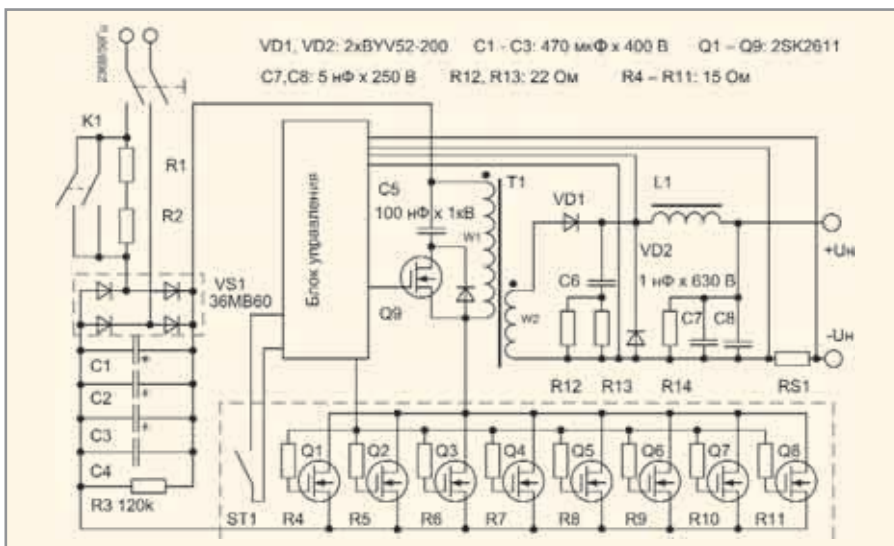 VD1, VD2: 2xBYV52-200 C1 - C3: 470 мкФ x 400 В Q1 – Q9: 2SK2611
C7,C8: 5 нФ x 250 В R12, R13: 22 Ом R4 – R11: 15 Ом
K1
R1
R2
VS1
36MB60
Блок управления
C5
100 нФ x 1кВ
W1
Q9
T1
W2
VD1
L1
VD2
C6
1 нФ x 630 В
C7
C8
+Uн
-Uн
R12
R13
R14
RS1
C1
C2
C3
C4
R3 120k
ST1
Q1
Q2
Q3
Q4
Q5
Q6
Q7
Q8
R4
R5
R6
R7
R8
R9
R10
R11